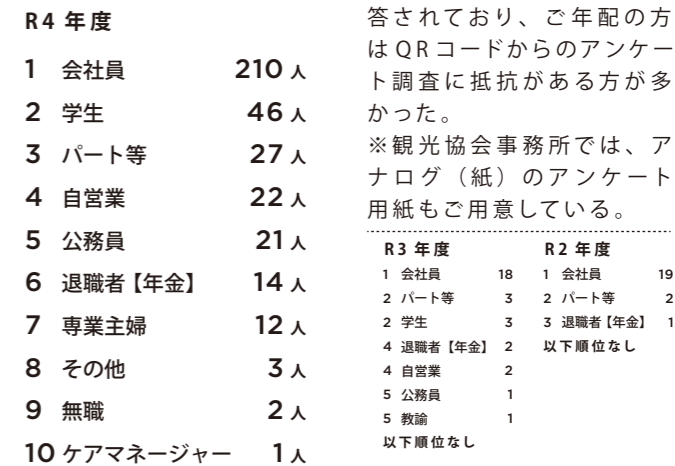 R4 年度
1 会社員 210 人
2 学生 46 人
3 パート等 27 人
4 自営業 22 人
5 公務員 21 人
6 退職者【年金】 14 人
7 専業主婦 12 人
8 その他 3 人
9 無職 2 人
10 ケアマネージャー 1 人
答されており、ご年配の方
は QR コードからのアンケー
ト調査に抵抗がある方が多
かった。
※観光協会事務所では、ア
ナログ（紙）のアンケート
用紙もご用意している。
R3 年度
1 会社員 18
2 パート等 3
2 学生 3
4 退職者【年金】 2
4 自営業 2
5 公務員 1
5 教諭 1
以下順位なし
R2 年度
1 会社員 19
2 パート等 2
3 退職者【年金】 1
以下順位なし